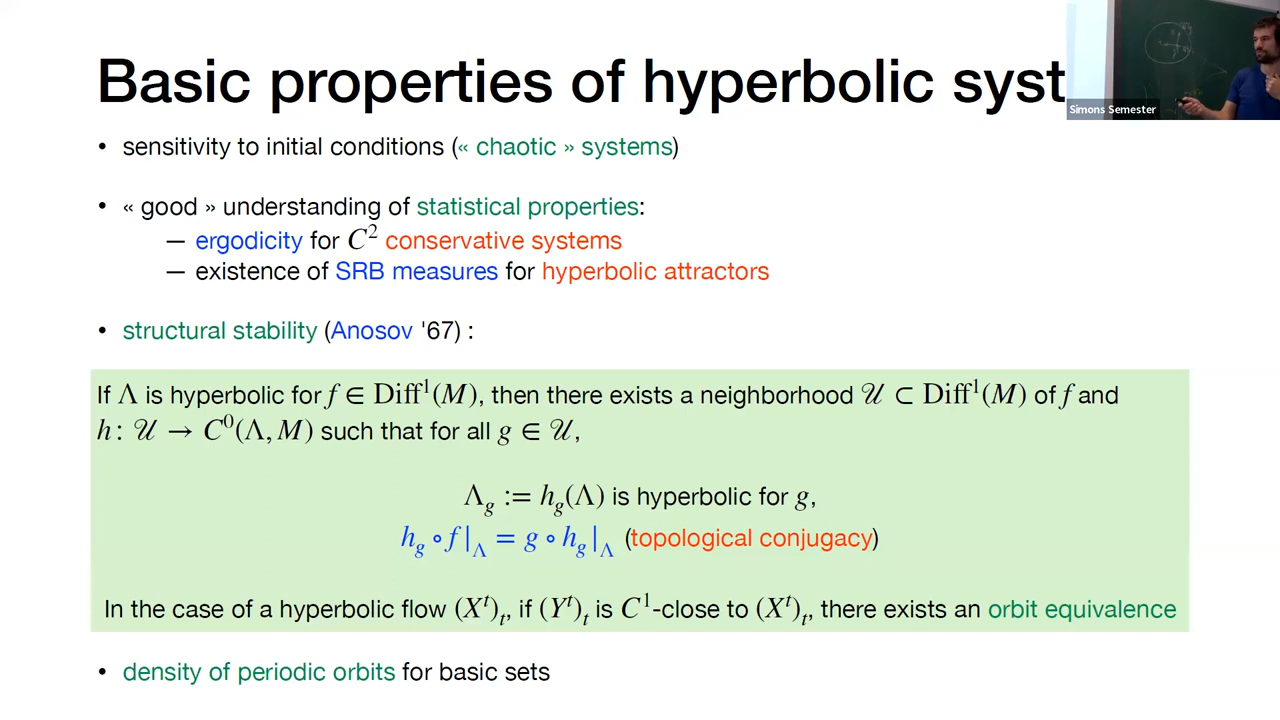 Basic properties of hyperbolic syst
Simons Semester
• sensitivity to initial conditions (« chaotic » systems)
• « good » understanding of statistical properties:
— ergodicity for C² conservative systems
— existence of SRB measures for hyperbolic attractors
• structural stability (Anosov '67) :
If Λ is hyperbolic for f ∈ Diff¹(M), then there exists a neighborhood 𝒰 ⊂ Diff¹(M) of f and
h: 𝒰 → C⁰(Λ, M) such that for all g ∈ 𝒰,
Λ_g := h_g(Λ) is hyperbolic for g,
h_g ∘ f|_Λ = g ∘ h_g|_Λ (topological conjugacy)
In the case of a hyperbolic flow (Xᵗ)_t, if (Yᵗ)_t is C¹-close to (Xᵗ)_t, there exists an orbit equivalence
• density of periodic orbits for basic sets